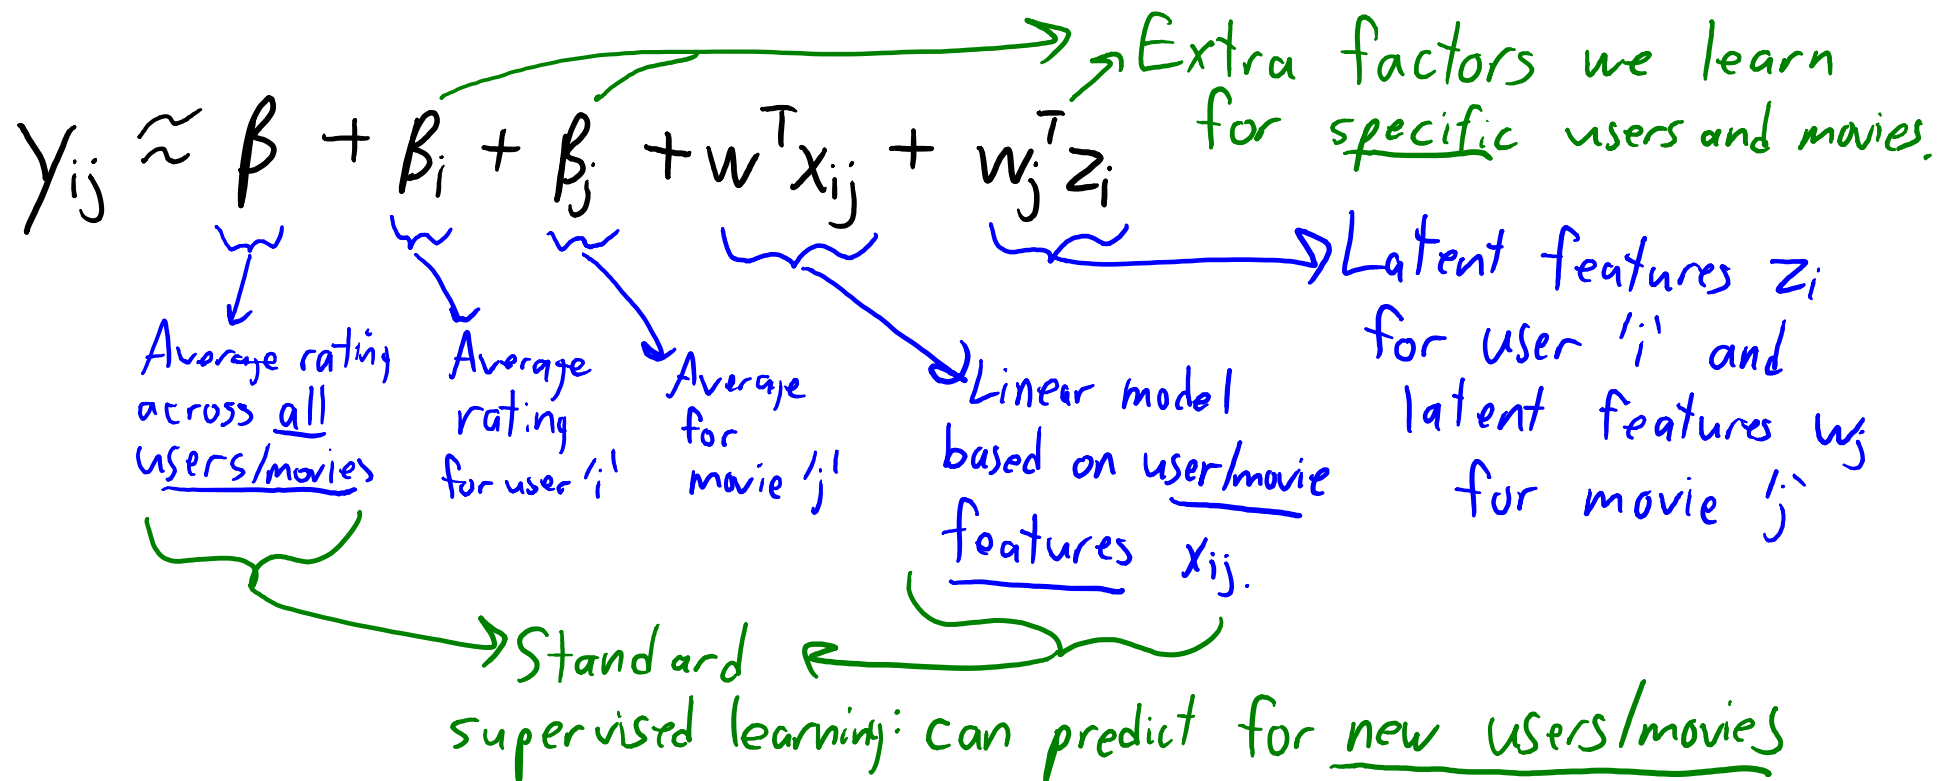 Extra factors we learn
for specific users and movies.
y_ij ≈ β + β_i + β_j + w^T x_ij + w_j^T z_i
Average rating
across all
users/movies
Average
rating
for user 'i'
Average
for
movie 'j'
Linear model
based on user/movie
features x_ij.
Latent features z_i
for user 'i' and
latent features w_j
for movie 'j'
Standard
supervised learning: can predict for new users/movies